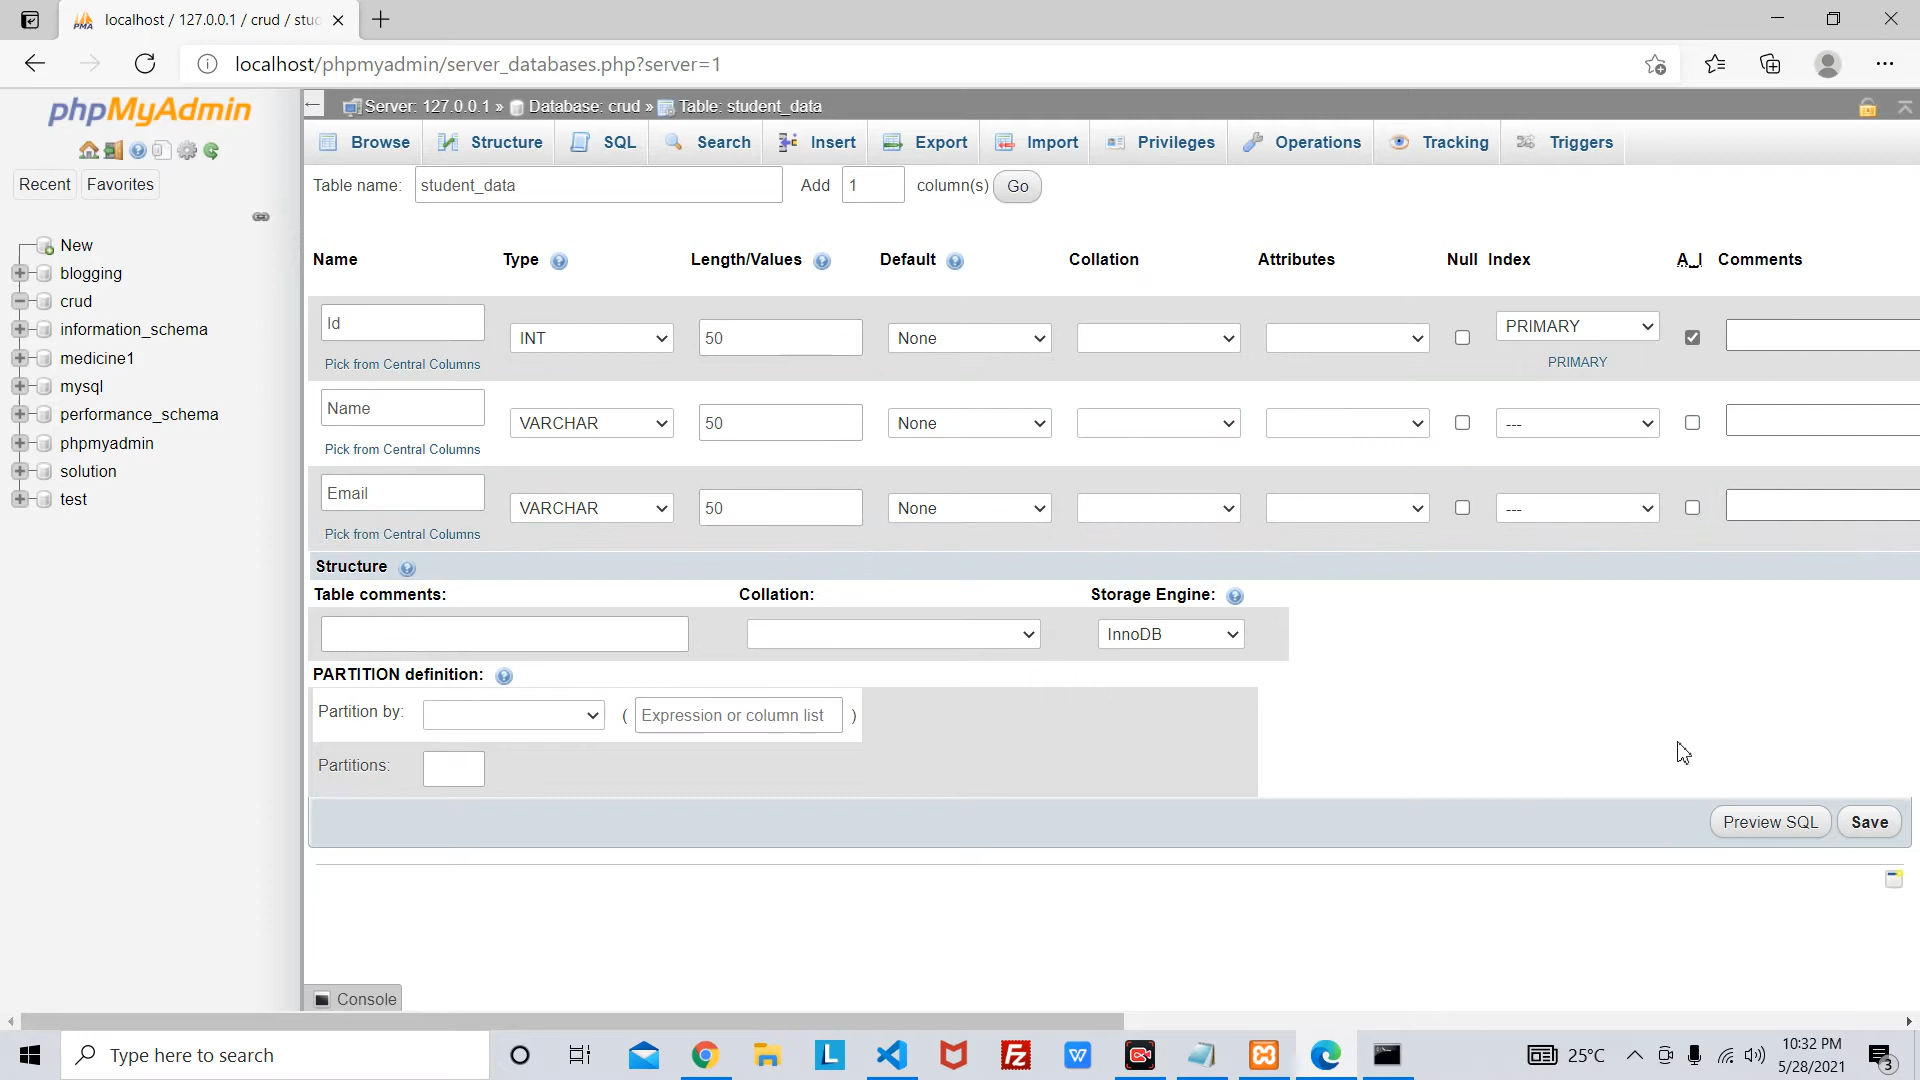 localhost / 127.0.0.1 / crud / stud
localhost/phpmyadmin/server_databases.php?server=1
phpMyAdmin
Recent
Favorites
New
blogging
crud
information_schema
medicine1
mysql
performance_schema
phpmyadmin
solution
test
Server: 127.0.0.1 » Database: crud » Table: student_data
Browse Structure SQL Search Insert Export Import Privileges Operations Tracking Triggers
Table name: student_data Add 1 column(s) Go
Name Type Length/Values Default Collation Attributes Null Index A_I Comments
Id INT 50 None PRIMARY
Pick from Central Columns PRIMARY
Name VARCHAR 50 None ---
Pick from Central Columns
Email VARCHAR 50 None ---
Pick from Central Columns
Structure
Table comments: Collation: Storage Engine:
InnoDB
PARTITION definition:
Partition by: ( Expression or column list )
Partitions:
Preview SQL Save
Console
Type here to search
25°C
10:32 PM
5/28/2021
3